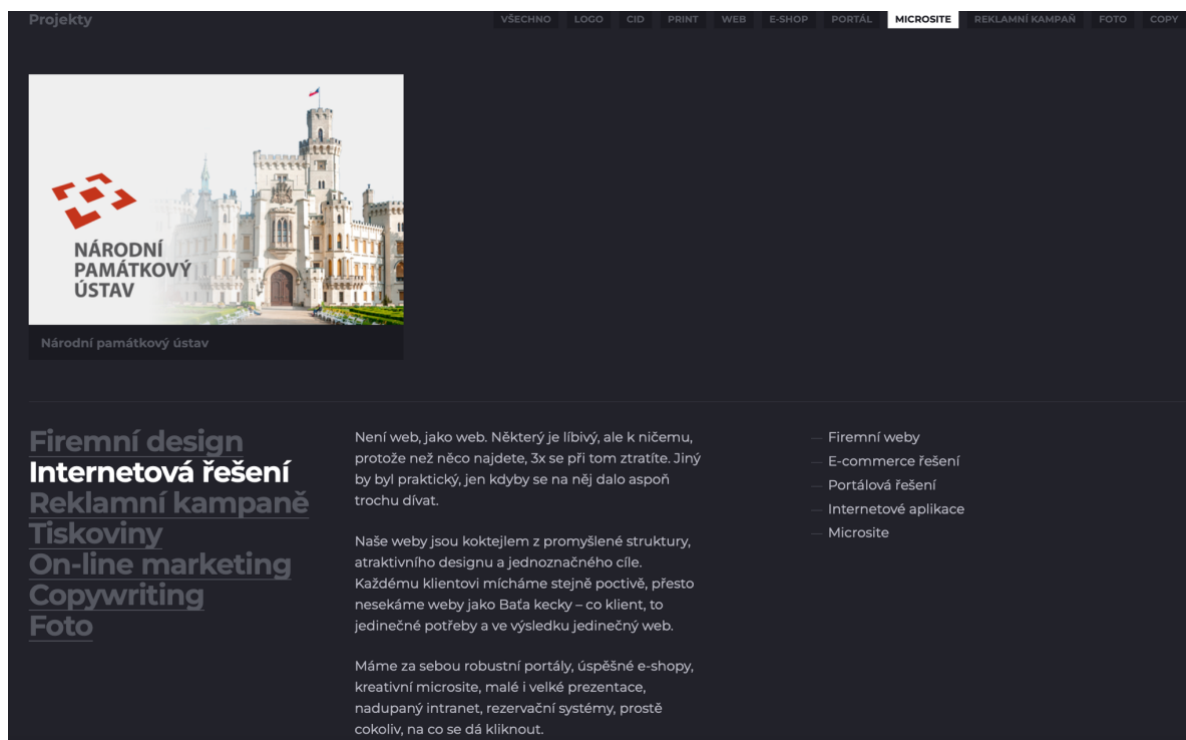 Projekty
VŠECHNO LOGO CID PRINT WEB E-SHOP PORTÁL MICROSITE REKLAMNÍ KAMPAŇ FOTO COPY
NÁRODNÍ
PAMÁTKOVÝ
ÚSTAV
Národní památkový ústav
Firemní design
Internetová řešení
Reklamní kampaně
Tiskoviny
On-line marketing
Copywriting
Foto
Není web, jako web. Některý je líbivý, ale k ničemu,
protože než něco najdete, 3x se při tom ztratíte. Jiný
by byl praktický, jen kdyby se na něj dalo aspoň
trochu dívat.
Naše weby jsou koktejlem z promyšlené struktury,
atraktivního designu a jednoznačného cíle.
Každému klientovi mícháme stejně poctivě, přesto
nesekáme weby jako Baťa kecky – co klient, to
jedinečné potřeby a ve výsledku jedinečný web.
Máme za sebou robustní portály, úspěšné e-shopy,
kreativní microsite, malé i velké prezentace,
nadupaný intranet, rezervační systémy, prostě
cokoliv, na co se dá kliknout.
— Firemní weby
— E-commerce řešení
— Portálová řešení
— Internetové aplikace
— Microsite